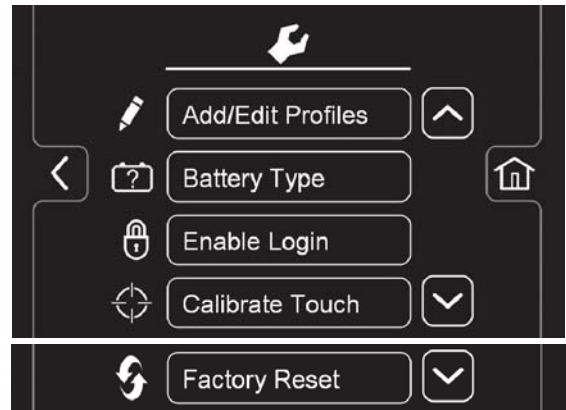 Add/Edit Profiles
Battery Type
Enable Login
Calibrate Touch
Factory Reset